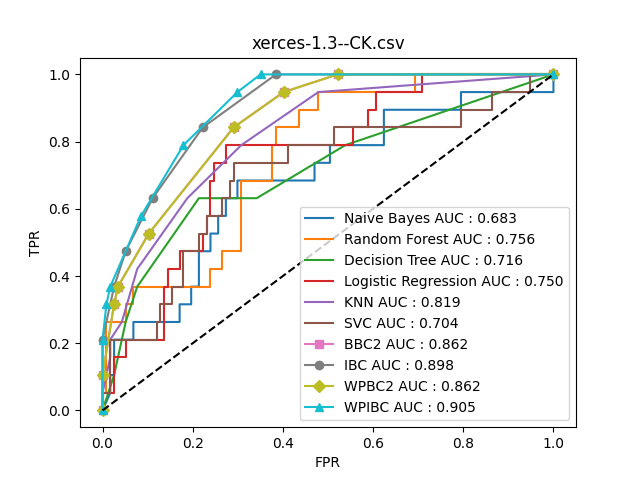 xerces-1.3--CK.csv
TPR
1.0
0.8
0.6
0.4
0.2
0.0
Naive Bayes AUC : 0.683
Random Forest AUC : 0.756
Decision Tree AUC : 0.716
Logistic Regression AUC : 0.750
KNN AUC : 0.819
SVC AUC : 0.704
BBC2 AUC : 0.862
IBC AUC : 0.898
WPBC2 AUC : 0.862
WPIBC AUC : 0.905
0.0 0.2 0.4 0.6 0.8 1.0
FPR